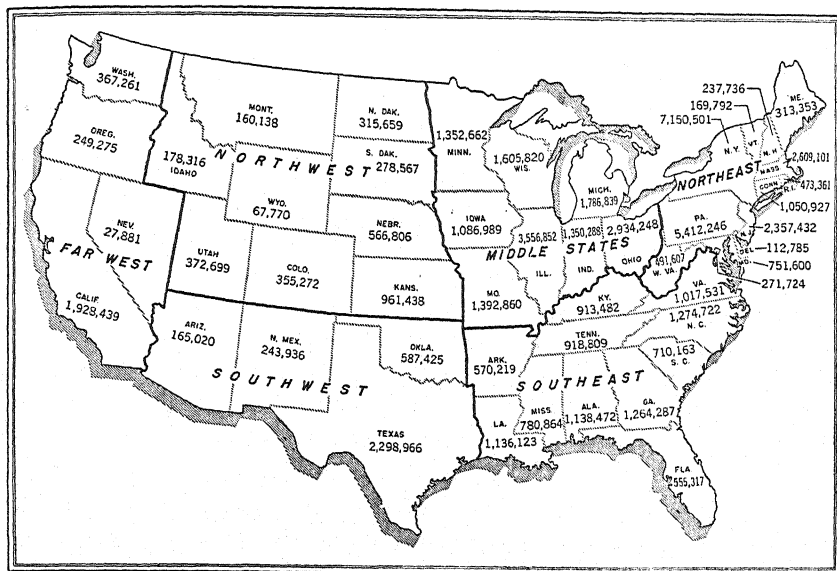 WASH.
367,261
OREG.
249,275
MONT.
160,138
178,316
IDAHO
N. DAK.
315,659
S. DAK.
278,567
NORTHWEST
WYO.
67,770
NEBR.
566,806
KANS.
961,438
NEV.
27,881
FAR WEST
CALIF.
1,928,439
UTAH
372,699
COLO.
355,272
ARIZ.
165,020
N. MEX.
243,936
SOUTHWEST
OKLA.
587,425
TEXAS
2,298,966
1,352,662
MINN.
1,605,820
WIS.
MICH.
1,786,839
IOWA
1,086,989
3,556,852
ILL.
1,350,288
IND.
2,934,248
OHIO
MIDDLE STATES
MO.
1,392,860
237,736
169,792
7,150,501
ME.
313,353
N.Y.
VT
N.H
2,609,101
MASS
NORTHEAST
CONN.
R.I.
473,361
1,050,927
PA.
5,412,246
N.J.
2,357,432
DEL.
112,785
MD.
751,600
271,724
W. VA.
VA.
1,017,531
KY.
913,482
1,274,722
N. C.
TENN.
918,809
710,163
S. C.
ARK.
570,219
SOUTHEAST
MISS
780,864
ALA.
1,138,472
GA.
1,264,287
LA.
1,136,123
FLA
555,317